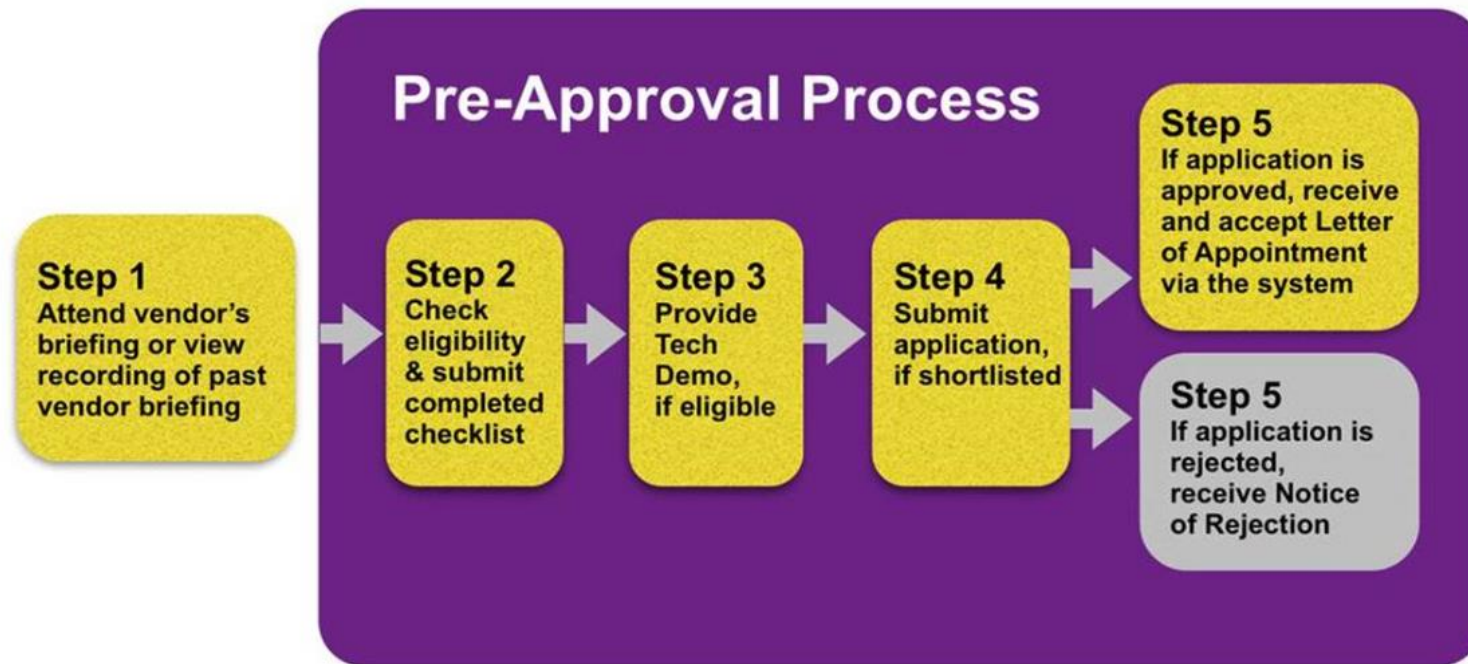 Pre-Approval Process
Step 1
Attend vendor's
briefing or view
recording of past
vendor briefing
Step 2
Check
eligibility
& submit
completed
checklist
Step 3
Provide
Tech
Demo,
if eligible
Step 4
Submit
application,
if shortlisted
Step 5
If application is
approved, receive
and accept Letter
of Appointment
via the system
Step 5
If application is
rejected,
receive Notice
of Rejection